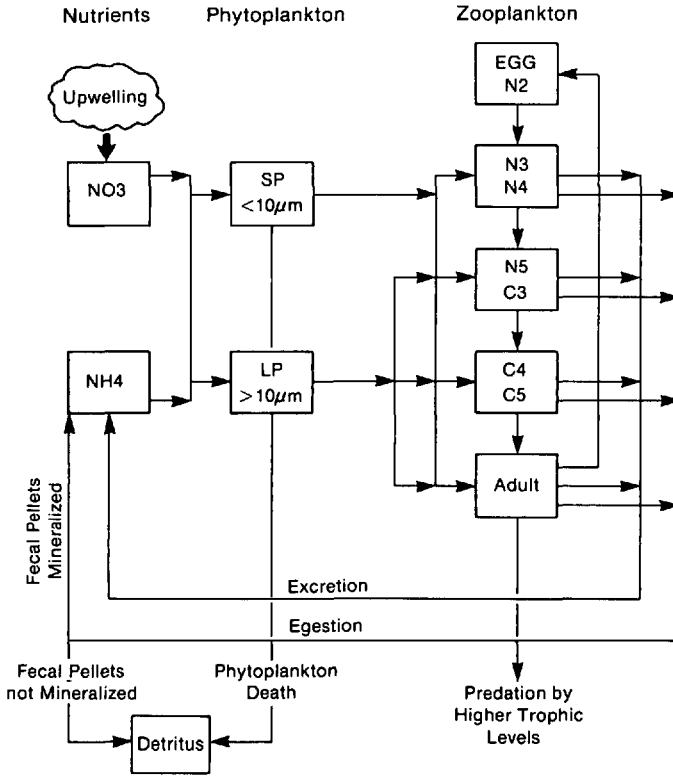 Nutrients
Phytoplankton
Zooplankton
Upwelling
EGG
N2
NO3
SP
<10μm
N3
N4
N5
C3
NH4
LP
>10μm
C4
C5
Adult
Fecal Pellets
Mineralized
Excretion
Egestion
Fecal Pellets
not Mineralized
Phytoplankton
Death
Predation by
Higher Trophic
Levels
Detritus